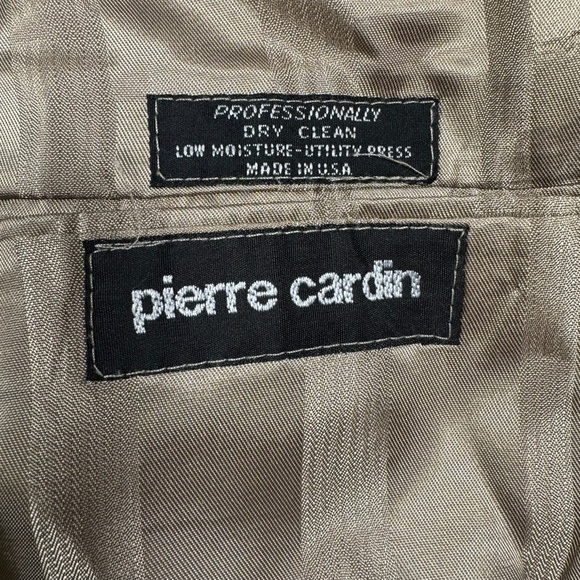 PROFESSIONALLY
DRY CLEAN
LOW MOISTURE-UTILITY PRESS
MADE IN U.S.A
pierre cardin